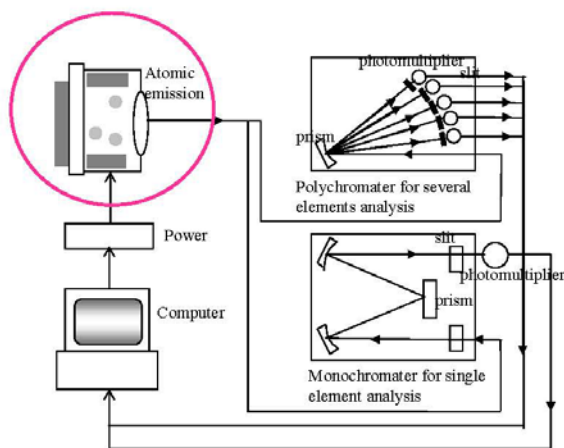 Atomic
emission
photomultiplier
slit
prism
Polychromater for several
elements analysis
Power
slit
photomultiplier
prism
Computer
Monochromater for single
element analysis